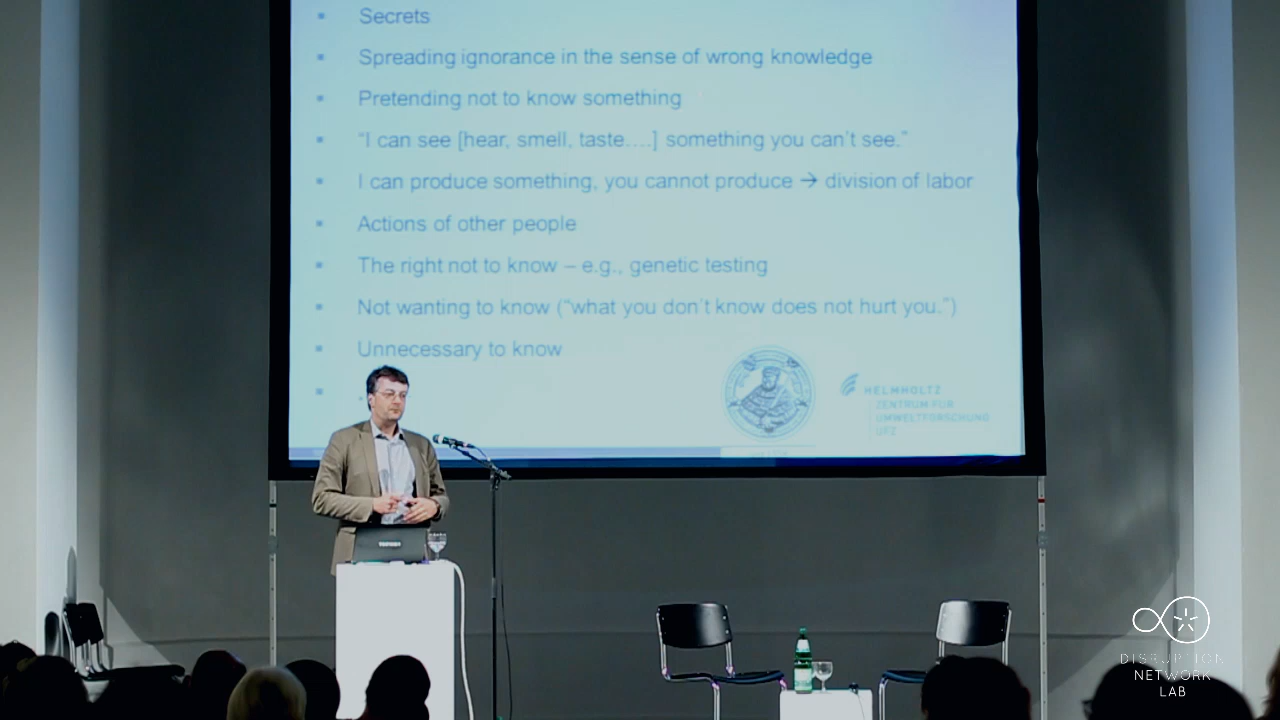 Secrets
Spreading ignorance in the sense of wrong knowledge
Pretending not to know something
“I can see [hear, smell, taste….] something you can’t see.”
I can produce something, you cannot produce → division of labor
Actions of other people
The right not to know – e.g., genetic testing
Not wanting to know (“what you don’t know does not hurt you.”)
Unnecessary to know
HELMHOLTZ
ZENTRUM FÜR
UMWELTFORSCHUNG
UFZ
DISRUPTION
NETWORK
LAB